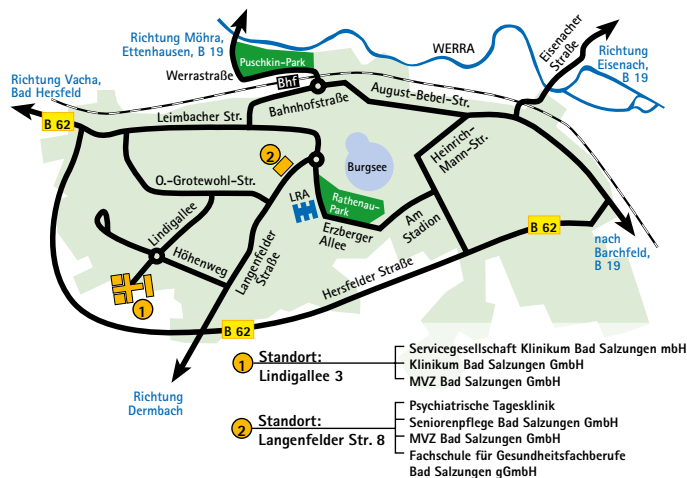 Richtung Möhra,
Ettenhausen, B 19
Puschkin-Park
WERRA
Eisenacher
Straße
Richtung
Eisenach,
B 19
Werrastraße
Bhf
Richtung Vacha,
Bad Hersfeld
B 62
Leimbacher Str.
Bahnhofstraße
August-Bebel-Str.
Heinrich-
Mann-Str.
2
Burgsee
O.-Grotewohl-Str.
LRA
Rathenau-
Park
Erzberger
Allee
Am
Stadion
B 62
nach
Barchfeld,
B 19
Lindigallee
Höhenweg
Langenfelder
Straße
Hersfelder Straße
1
B 62
Richtung
Dermbach
1
Standort:
Lindigallee 3
Servicegesellschaft Klinikum Bad Salzungen mbH
Klinikum Bad Salzungen GmbH
MVZ Bad Salzungen GmbH
2
Standort:
Langenfelder Str. 8
Psychiatrische Tagesklinik
Seniorenpflege Bad Salzungen GmbH
MVZ Bad Salzungen GmbH
Fachschule für Gesundheitsfachberufe
Bad Salzungen gGmbH